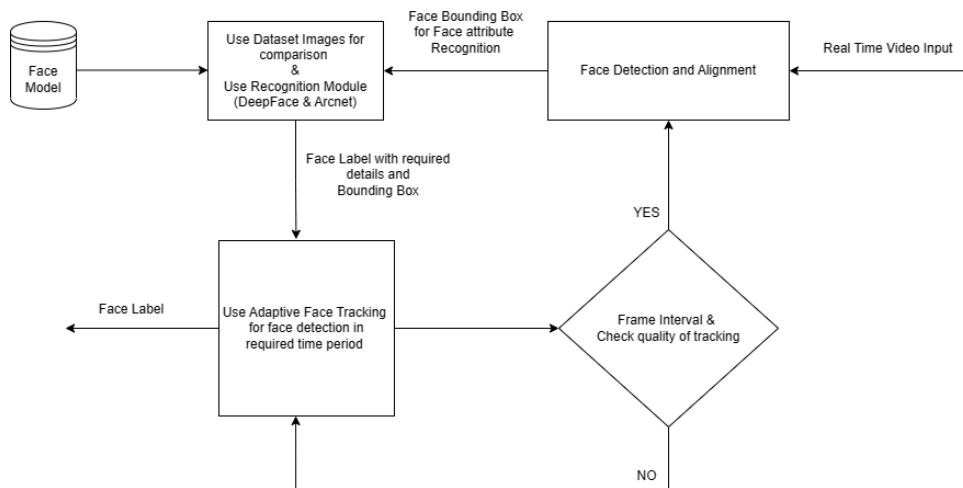 Face
Model
Use Dataset Images for
comparison
&
Use Recognition Module
(DeepFace & Arcnet)
Face Bounding Box
for Face attribute
Recognition
Face Detection and Alignment
Real Time Video Input
Face Label with required
details and
Bounding Box
YES
Face Label
Use Adaptive Face Tracking
for face detection in
required time period
Frame Interval &
Check quality of tracking
NO